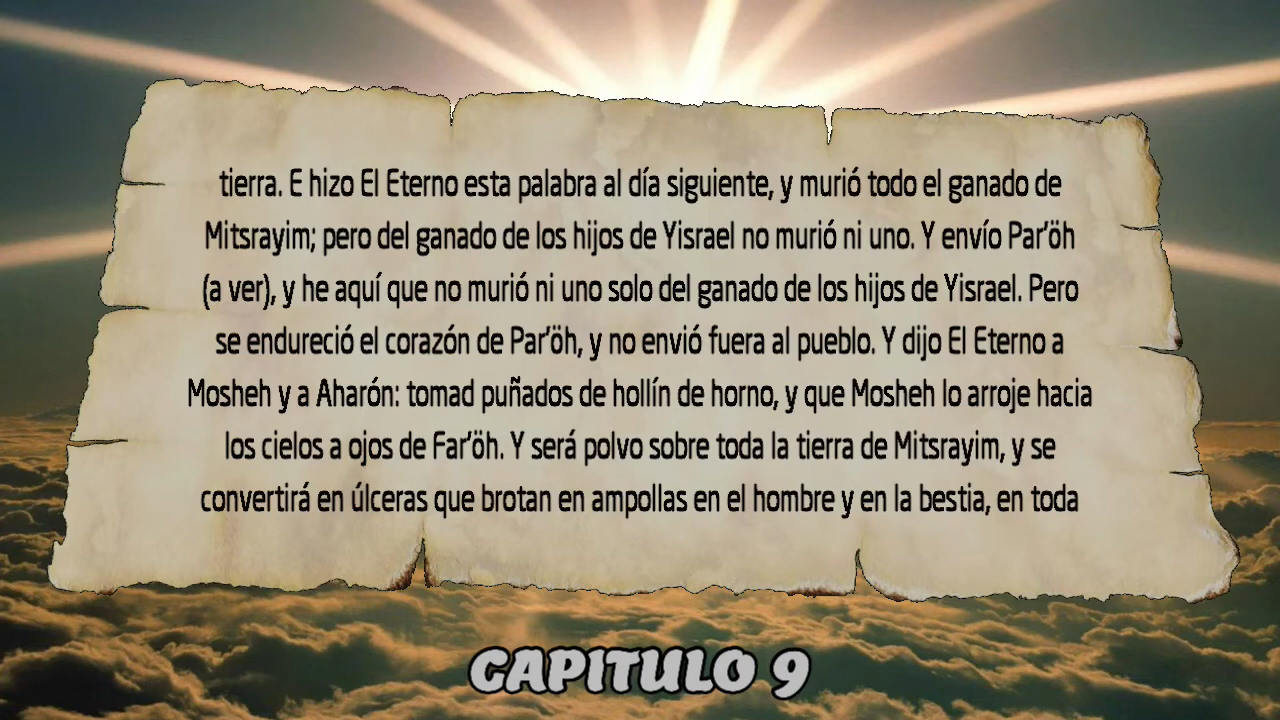 tierra. E hizo El Eterno esta palabra al día siguiente, y murió todo el ganado de
Mitsrayim; pero del ganado de los hijos de Yisrael no murió ni uno. Y envío Par’öh
(a ver), y he aquí que no murió ni uno solo del ganado de los hijos de Yisrael. Pero
se endureció el corazón de Par’öh, y no envió fuera al pueblo. Y dijo El Eterno a
Mosheh y a Aharón: tomad puñados de hollín de horno, y que Mosheh lo arroje hacia
los cielos a ojos de Far’öh. Y será polvo sobre toda la tierra de Mitsrayim, y se
convertirá en úlceras que brotan en ampollas en el hombre y en la bestia, en toda
CAPITULO 9